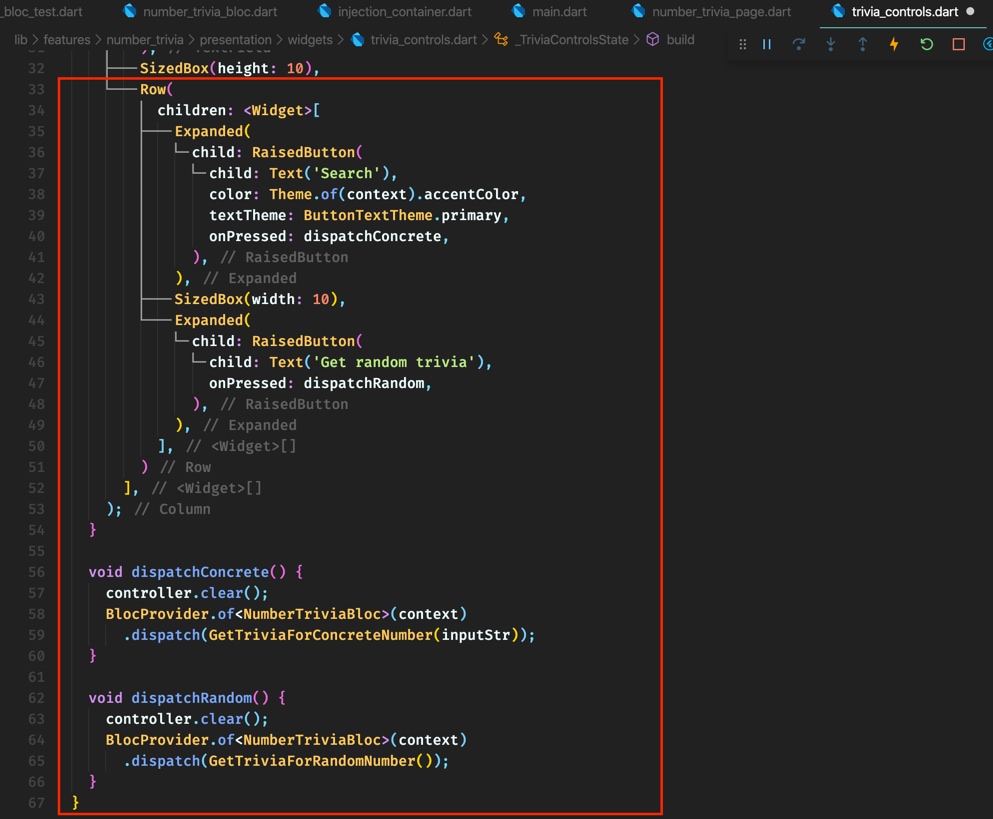 _bloc_test.dart number_trivia_bloc.dart injection_container.dart main.dart number_trivia_page.dart trivia_controls.dart
lib > features > number_trivia > presentation > widgets > trivia_controls.dart > _TriviaControlsState > build
32 SizedBox(height: 10),
33 Row(
34 children: <Widget>[
35 Expanded(
36 child: RaisedButton(
37 child: Text('Search'),
38 color: Theme.of(context).accentColor,
39 textTheme: ButtonTextTheme.primary,
40 onPressed: dispatchConcrete,
41 ), // RaisedButton
42 ), // Expanded
43 SizedBox(width: 10),
44 Expanded(
45 child: RaisedButton(
46 child: Text('Get random trivia'),
47 onPressed: dispatchRandom,
48 ), // RaisedButton
49 ), // Expanded
50 ], // <Widget>[]
51 ) // Row
52 ], // <Widget>[]
53 ); // Column
54 }
55
56 void dispatchConcrete() {
57 controller.clear();
58 BlocProvider.of<NumberTriviaBloc>(context)
59 .dispatch(GetTriviaForConcreteNumber(inputStr));
60 }
61
62 void dispatchRandom() {
63 controller.clear();
64 BlocProvider.of<NumberTriviaBloc>(context)
65 .dispatch(GetTriviaForRandomNumber());
66 }
67 }